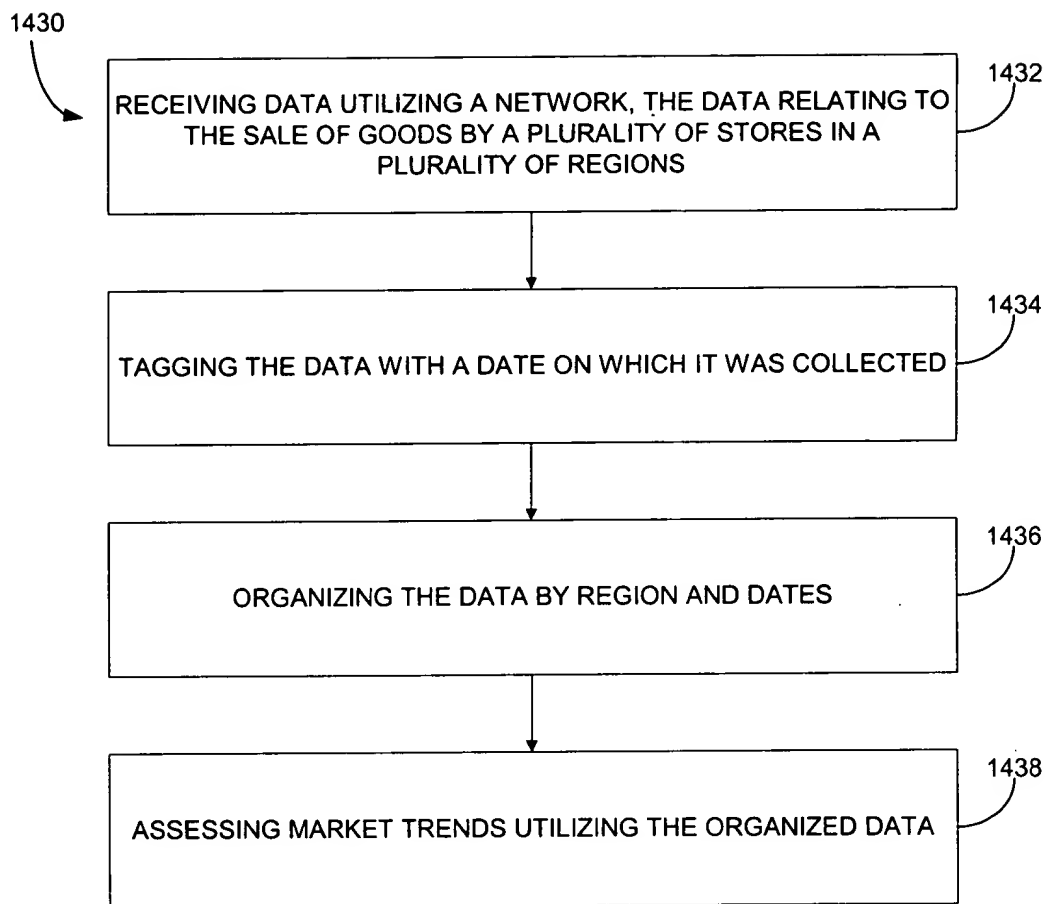 1430
1432
RECEIVING DATA UTILIZING A NETWORK, THE DATA RELATING TO
THE SALE OF GOODS BY A PLURALITY OF STORES IN A
PLURALITY OF REGIONS
1434
TAGGING THE DATA WITH A DATE ON WHICH IT WAS COLLECTED
1436
ORGANIZING THE DATA BY REGION AND DATES
1438
ASSESSING MARKET TRENDS UTILIZING THE ORGANIZED DATA